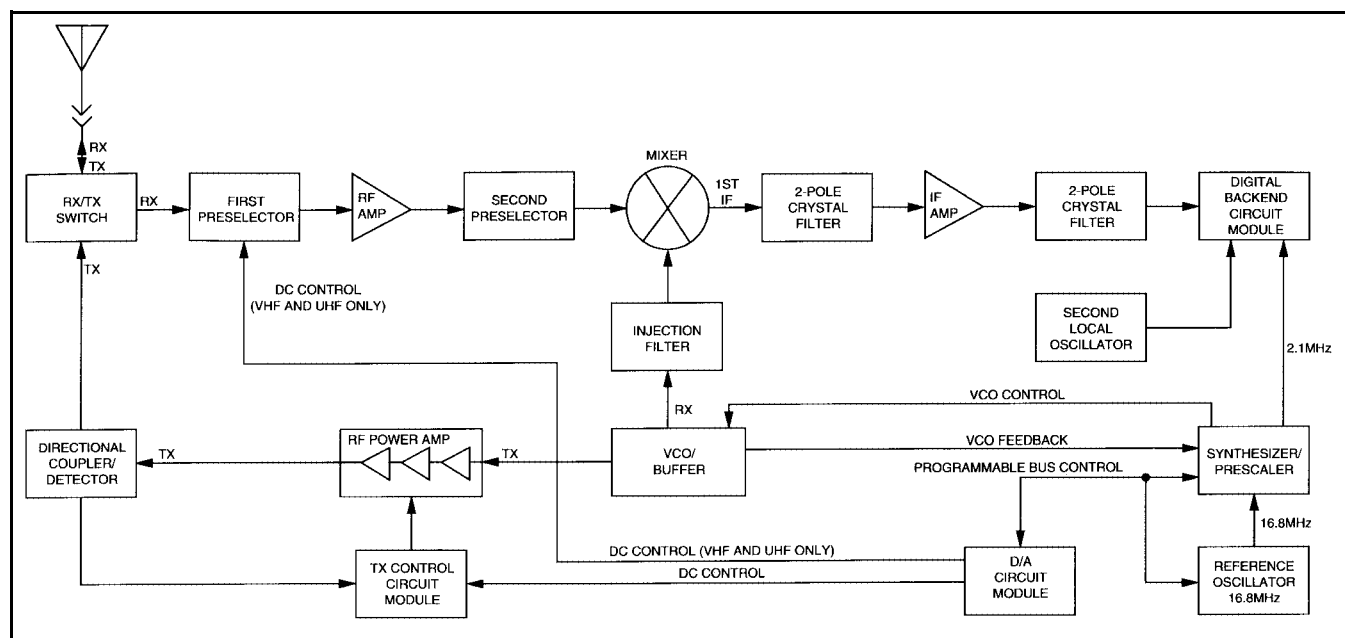 RX
TX
RX/TX
SWITCH
RX
FIRST
PRESELECTOR
RF
AMP
SECOND
PRESELECTOR
MIXER
1ST
IF
2-POLE
CRYSTAL
FILTER
IF
AMP
2-POLE
CRYSTAL
FILTER
DIGITAL
BACKEND
CIRCUIT
MODULE
TX
DC CONTROL
(VHF AND UHF ONLY)
INJECTION
FILTER
SECOND
LOCAL
OSCILLATOR
2.1MHz
RX
VCO CONTROL
DIRECTIONAL
COUPLER/
DETECTOR
TX
RF POWER AMP
TX
VCO/
BUFFER
VCO FEEDBACK
SYNTHESIZER/
PRESCALER
PROGRAMMABLE BUS CONTROL
16.8MHz
TX CONTROL
CIRCUIT
MODULE
DC CONTROL (VHF AND UHF ONLY)
DC CONTROL
D/A
CIRCUIT
MODULE
REFERENCE
OSCILLATOR
16.8MHz